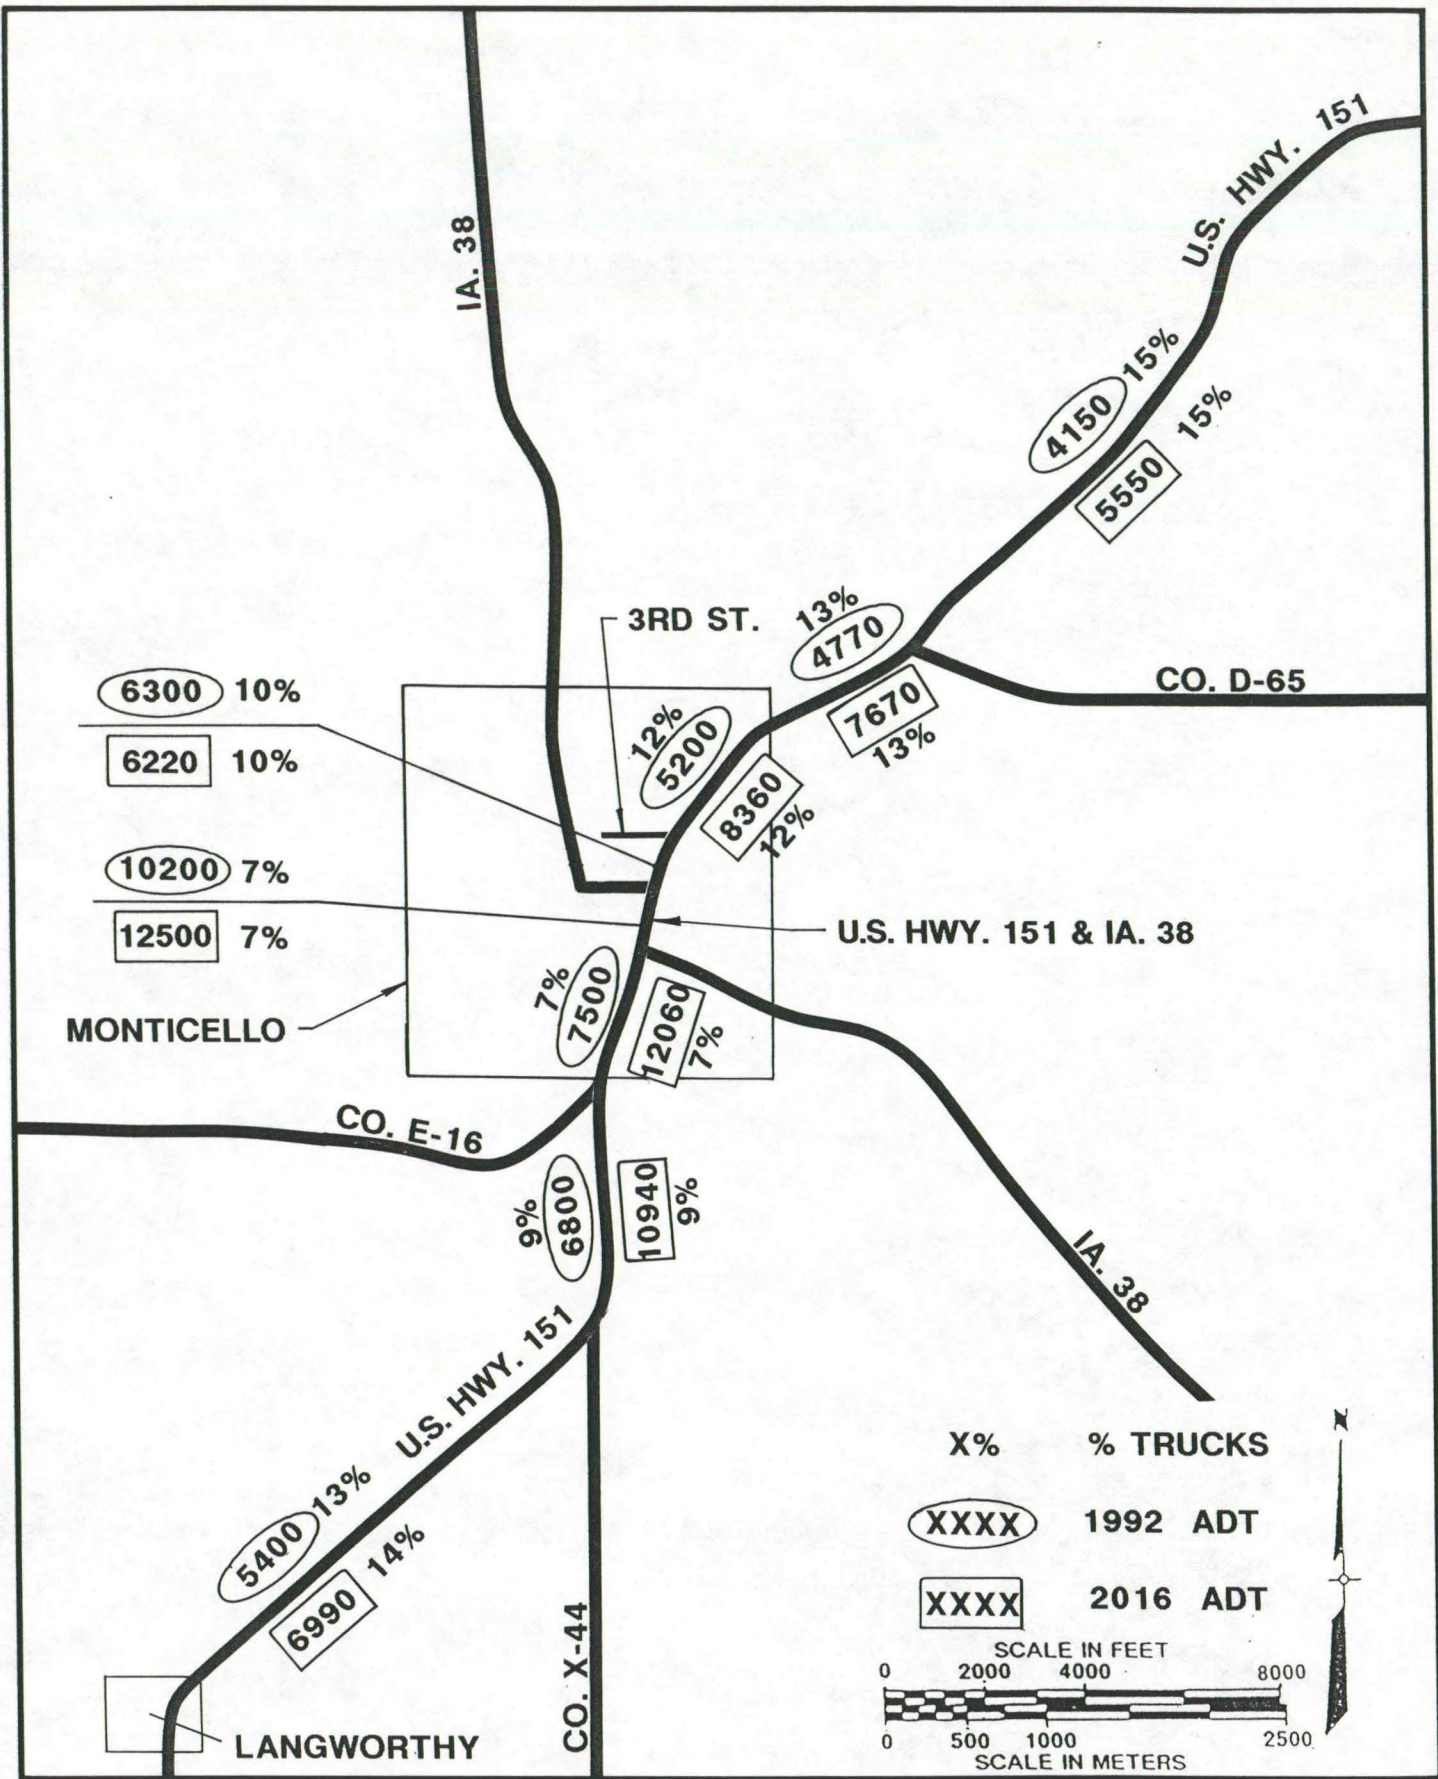 U.S. HWY. 151
IA. 38
15%
4150
15%
5550
3RD ST.
13%
4770
CO. D-65
7670
13%
6300 10%
6220 10%
12%
5200
8360
12%
10200 7%
12500 7%
U.S. HWY. 151 & IA. 38
7%
7500
12060
7%
MONTICELLO
CO. E-16
9%
6800
10940
9%
IA. 38
U.S. HWY. 151
13%
5400
14%
6990
CO. X-44
LANGWORTHY
X% % TRUCKS
XXXX 1992 ADT
XXXX 2016 ADT
SCALE IN FEET
0 2000 4000 8000
0 500 1000 2500
SCALE IN METERS
N